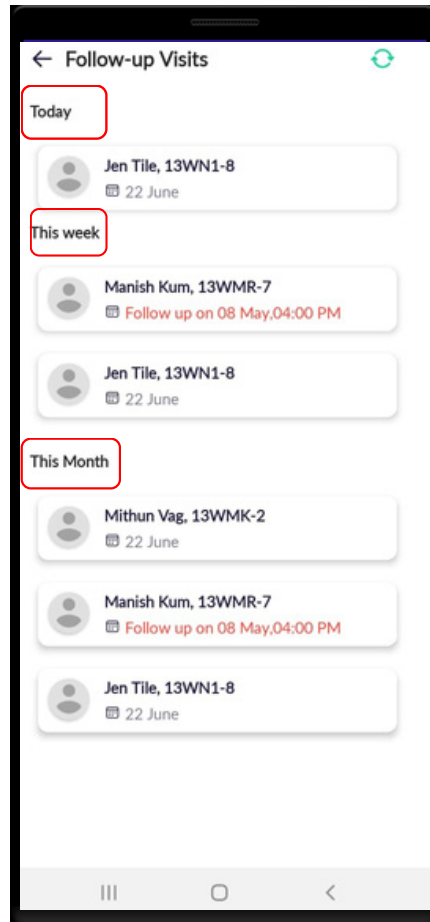 Follow-up Visits
Today
Jen Tile, 13WN1-8
22 June
This week
Manish Kum, 13WMR-7
Follow up on 08 May,04:00 PM
Jen Tile, 13WN1-8
22 June
This Month
Mithun Vag, 13WMK-2
22 June
Manish Kum, 13WMR-7
Follow up on 08 May,04:00 PM
Jen Tile, 13WN1-8
22 June